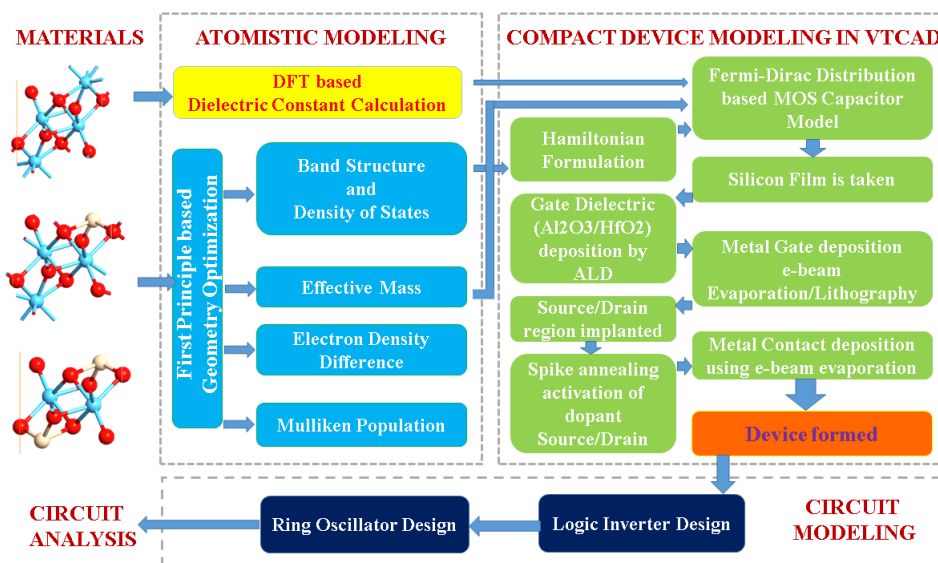 MATERIALS
ATOMISTIC MODELING
DFT based
Dielectric Constant Calculation
First Principle based
Geometry Optimization
Band Structure
and
Density of States
Effective Mass
Electron Density
Difference
Mulliken Population
COMPACT DEVICE MODELING IN VTCAD
Fermi-Dirac Distribution
based MOS Capacitor
Model
Hamiltonian
Formulation
Silicon Film is taken
Gate Dielectric
(Al2O3/HfO2)
deposition by
ALD
Metal Gate deposition
e-beam
Evaporation/Lithography
Source/Drain
region implanted
Metal Contact deposition
using e-beam evaporation
Spike annealing
activation of
dopant
Source/Drain
Device formed
CIRCUIT
MODELING
Logic Inverter Design
Ring Oscillator Design
CIRCUIT
ANALYSIS